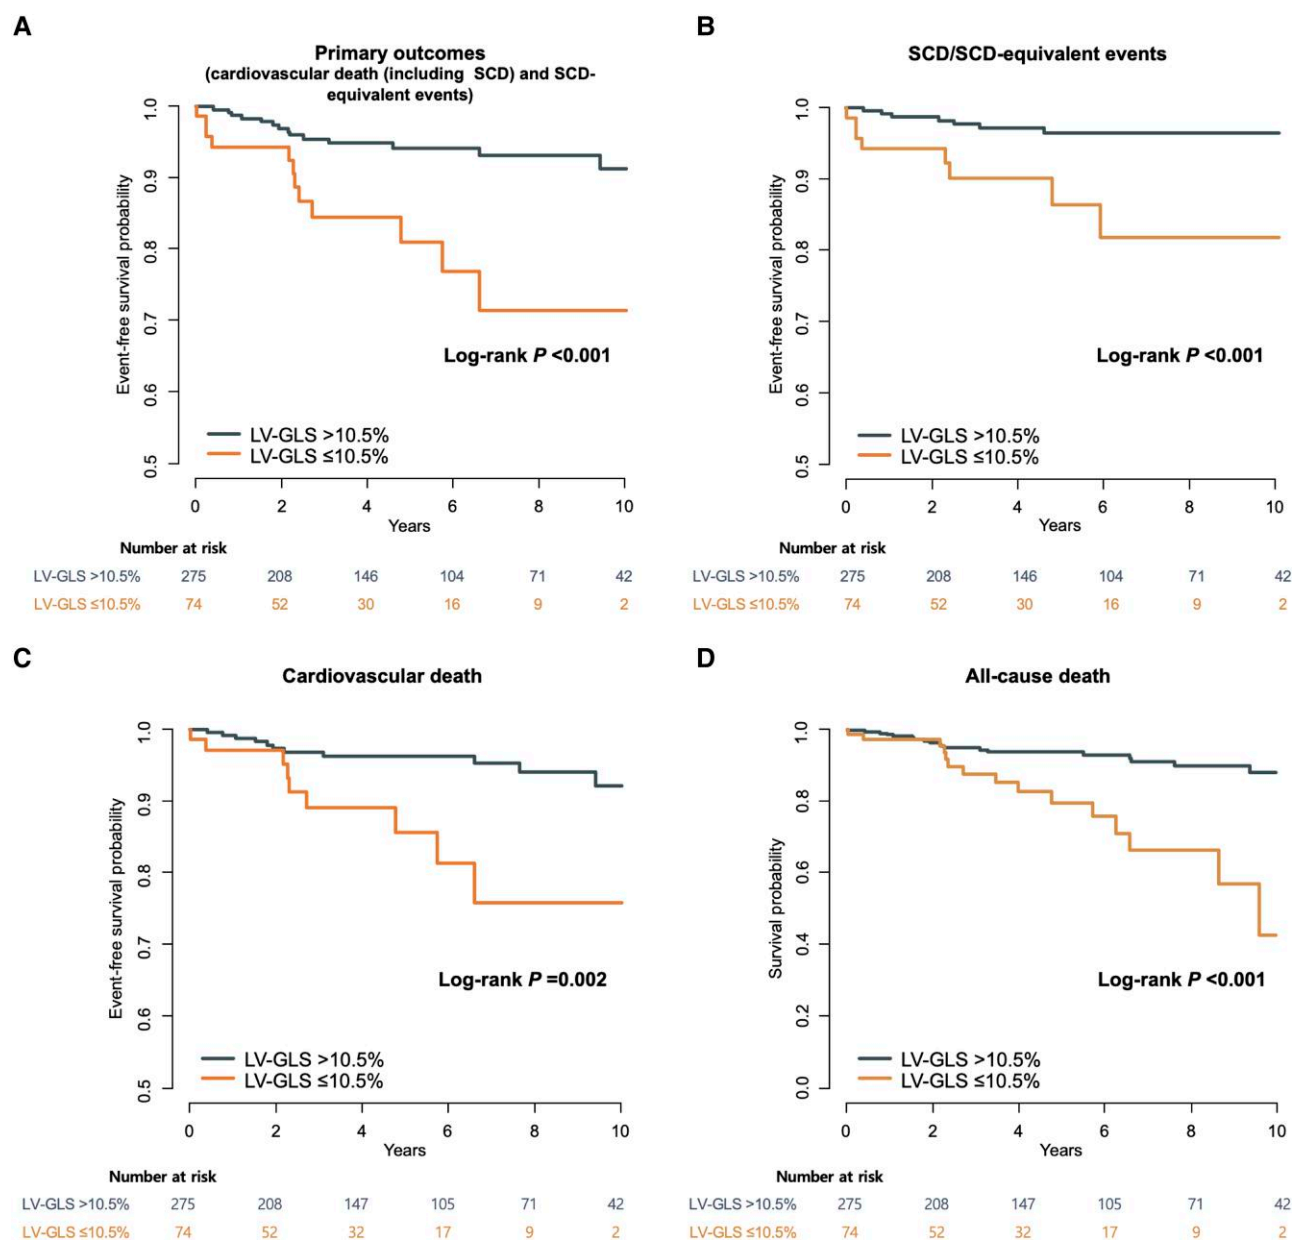 A
Primary outcomes
(cardiovascular death (including SCD) and SCD-
equivalent events)
Event-free survival probability
1.0
0.9
0.8
0.7
0.6
0.5
Log-rank P <0.001
LV-GLS >10.5%
LV-GLS ≤10.5%
0 2 4 6 8 10
Years
Number at risk
LV-GLS >10.5% 275 208 146 104 71 42
LV-GLS ≤10.5% 74 52 30 16 9 2
B
SCD/SCD-equivalent events
Event-free survival probability
1.0
0.9
0.8
0.7
0.6
0.5
Log-rank P <0.001
LV-GLS >10.5%
LV-GLS ≤10.5%
0 2 4 6 8 10
Years
Number at risk
LV-GLS >10.5% 275 208 146 104 71 42
LV-GLS ≤10.5% 74 52 30 16 9 2
C
Cardiovascular death
Event-free survival probability
1.0
0.9
0.8
0.7
0.6
0.5
Log-rank P =0.002
LV-GLS >10.5%
LV-GLS ≤10.5%
0 2 4 6 8 10
Years
Number at risk
LV-GLS >10.5% 275 208 147 105 71 42
LV-GLS ≤10.5% 74 52 32 17 9 2
D
All-cause death
Survival probability
1.0
0.8
0.6
0.4
0.2
0.0
Log-rank P <0.001
LV-GLS >10.5%
LV-GLS ≤10.5%
0 2 4 6 8 10
Years
Number at risk
LV-GLS >10.5% 275 208 147 105 71 42
LV-GLS ≤10.5% 74 52 32 17 9 2